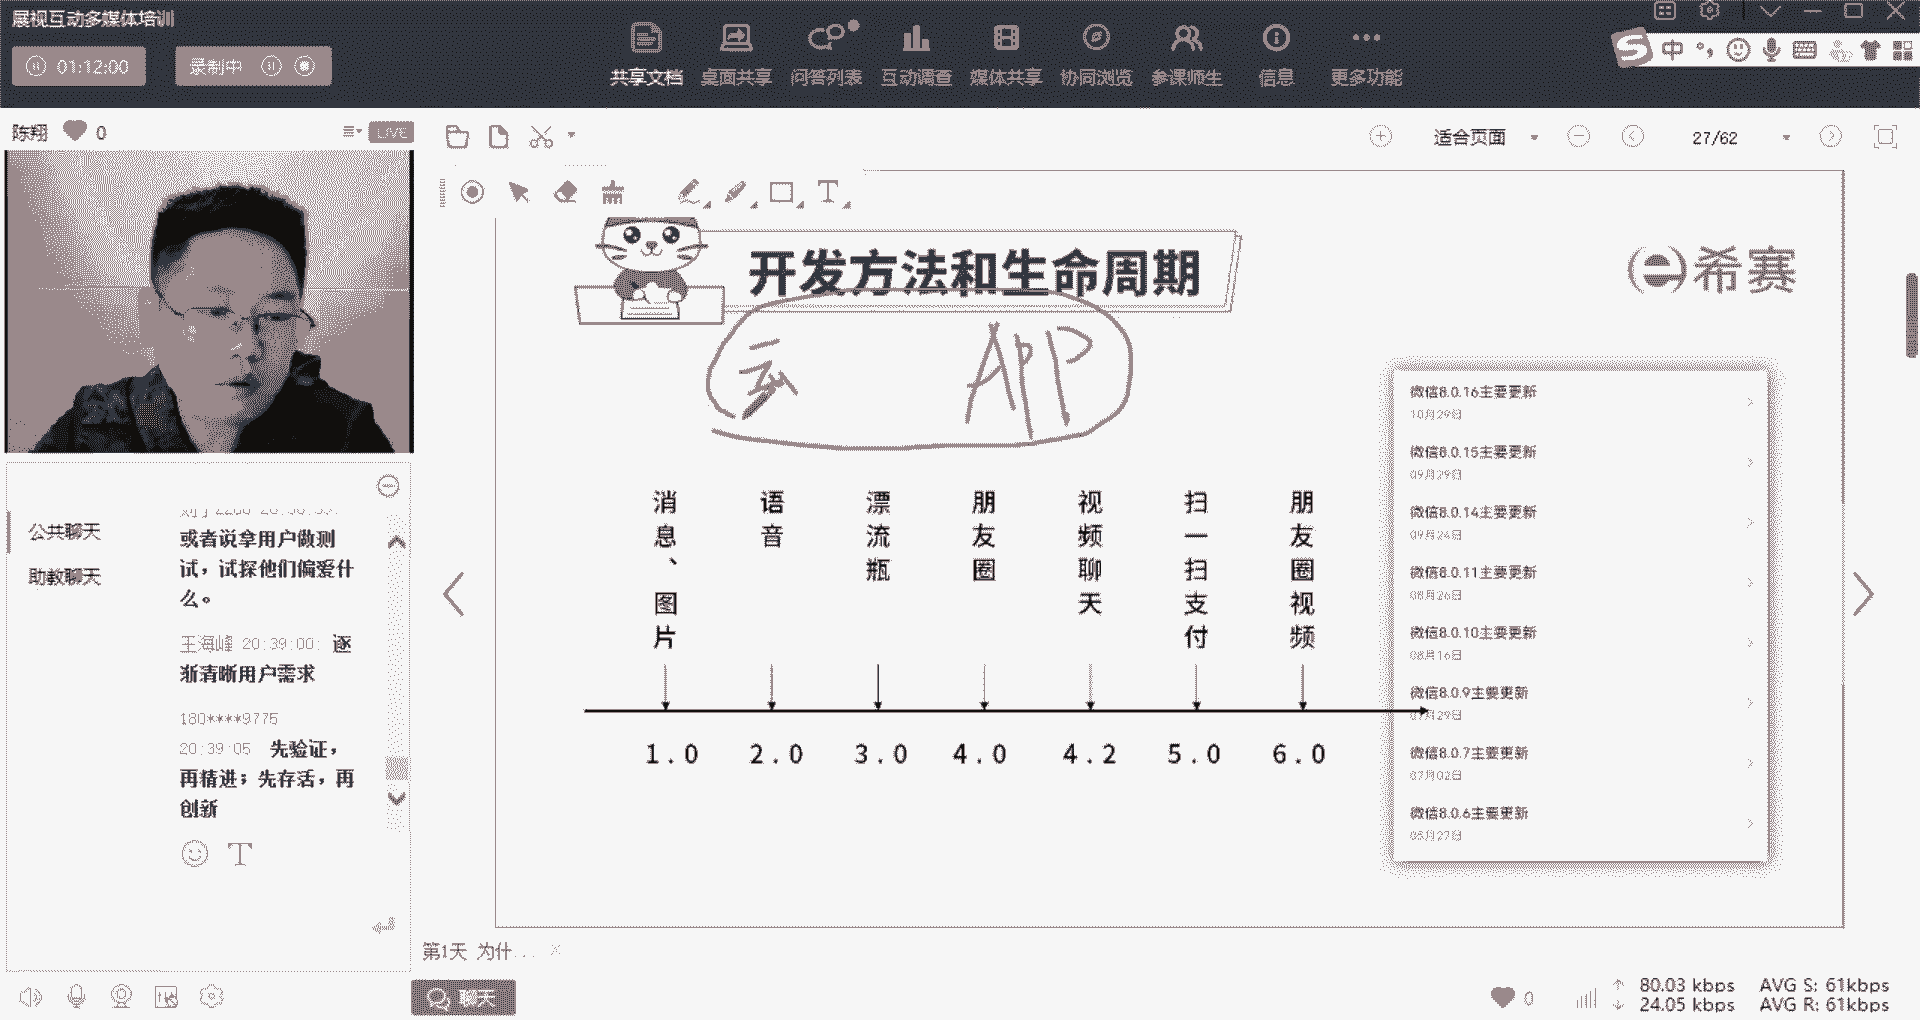 展视互动多媒体培训
01:12:00
录制中
共享文档 桌面共享 问答列表 互动调查 媒体共享 协同浏览 参课师生 信息 更多功能
中
陈翔 0
LIVE
适合页面
27/62
开发方法和生命周期
希赛
云 APP
消息、图片
语音
漂流瓶
朋友圈
视频聊天
扫一扫支付
朋友圈视频
1.0 2.0 3.0 4.0 4.2 5.0 6.0
微信8.0.16主要更新
10月29日
微信8.0.15主要更新
09月29日
微信8.0.14主要更新
09月24日
微信8.0.11主要更新
08月26日
微信8.0.10主要更新
08月16日
微信8.0.9主要更新
07月29日
微信8.0.7主要更新
07月02日
微信8.0.6主要更新
05月27日
公共聊天
助教聊天
或者说拿用户做测
试，试探他们偏爱什
么。
王海峰 20:39:00: 逐
渐清晰用户需求
180****9775
20:39:05 先验证，
再精进；先存活，再
创新
第1天 为什...
聊天
0
80.03 kbps AVG S: 61kbps
24.05 kbps AVG R: 61kbps